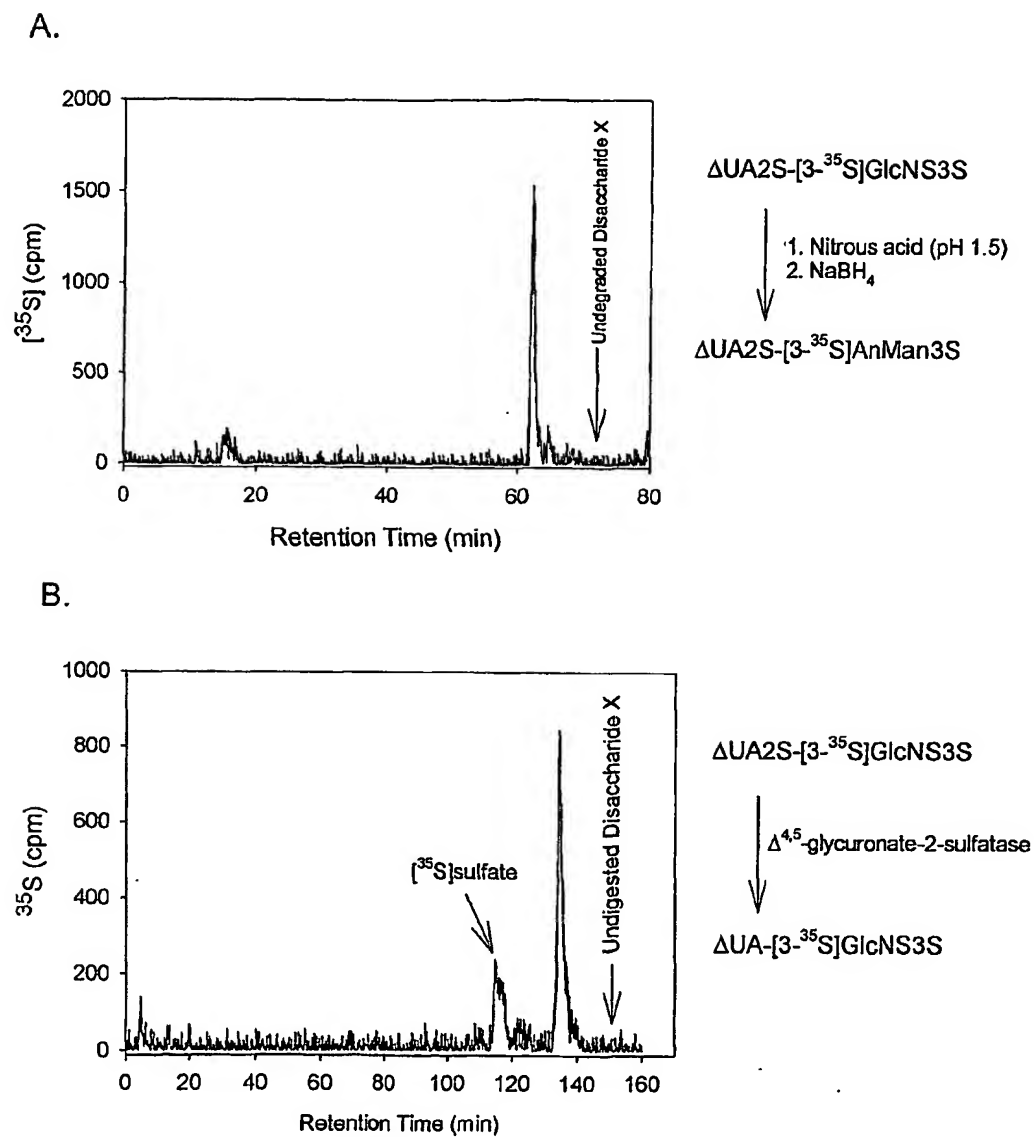 A.
2000
1500
1000
500
0
[³⁵S] (cpm)
0 20 40 60 80
Retention Time (min)
Undegraded Disaccharide X
ΔUA2S-[3-³⁵S]GlcNS3S
1. Nitrous acid (pH 1.5)
2. NaBH₄
ΔUA2S-[3-³⁵S]AnMan3S
B.
1000
800
600
400
200
0
³⁵S (cpm)
0 20 40 60 80 100 120 140 160
Retention Time (min)
[³⁵S]sulfate
Undigested Disaccharide X
ΔUA2S-[3-³⁵S]GlcNS3S
Δ⁴,⁵-glycuronate-2-sulfatase
ΔUA-[3-³⁵S]GlcNS3S